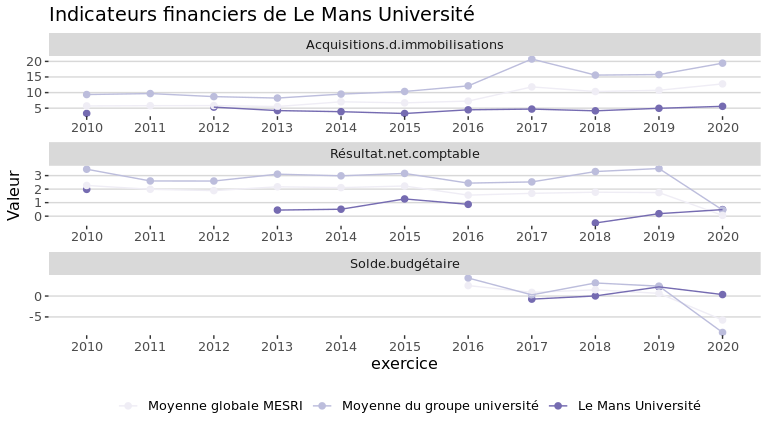 Indicateurs financiers de Le Mans Université
Acquisitions.d.immobilisations
20
15
10
5
2010 2011 2012 2013 2014 2015 2016 2017 2018 2019 2020
Résultat.net.comptable
3
2
1
0
2010 2011 2012 2013 2014 2015 2016 2017 2018 2019 2020
Valeur
Solde.budgétaire
0
-5
2010 2011 2012 2013 2014 2015 2016 2017 2018 2019 2020
exercice
Moyenne globale MESRI Moyenne du groupe université Le Mans Université